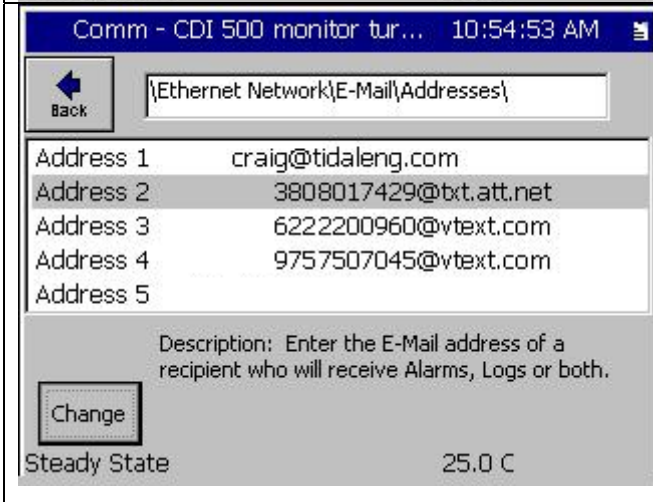 Comm - CDI 500 monitor tur... 10:54:53 AM
Back
\Ethernet Network\E-Mail\Addresses\
Address 1 craig@tidaleng.com
Address 2 3808017429@txt.att.net
Address 3 6222200960@vtext.com
Address 4 9757507045@vtext.com
Address 5
Description: Enter the E-Mail address of a
recipient who will receive Alarms, Logs or both.
Change
Steady State 25.0 C